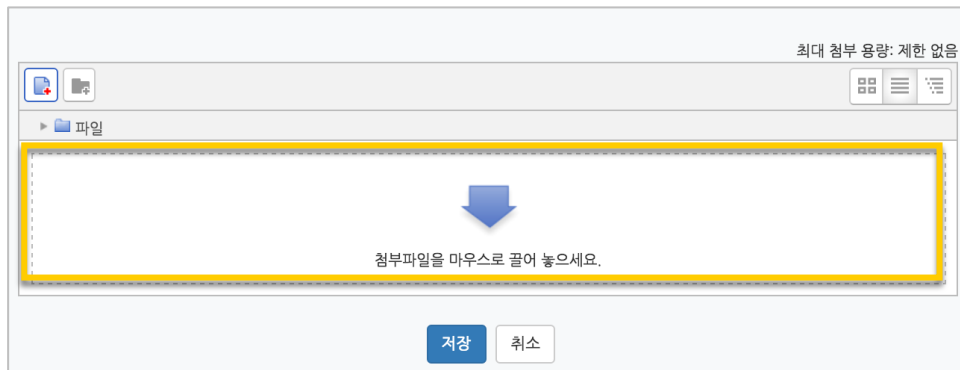 최대 첨부 용량: 제한 없음
파일
첨부파일을 마우스로 끌어 놓으세요.
저장 취소